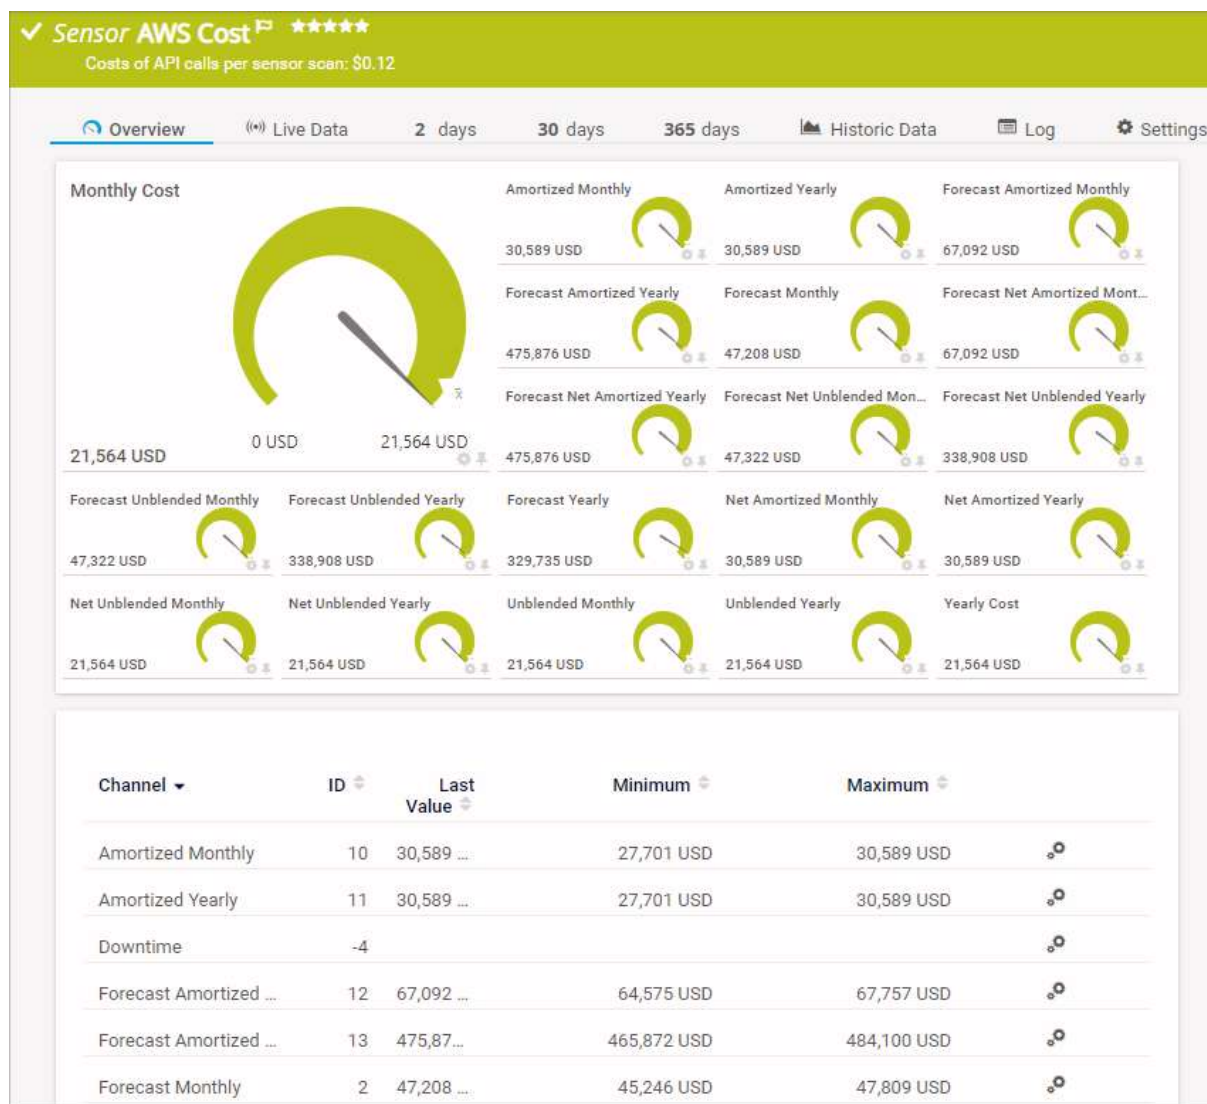 Sensor AWS Cost
Costs of API calls per sensor scan: $0.12
Overview Live Data 2 days 30 days 365 days Historic Data Log Settings
Monthly Cost
21,564 USD
0 USD 21,564 USD
x̄
Amortized Monthly Amortized Yearly Forecast Amortized Monthly
30,589 USD 30,589 USD 67,092 USD
Forecast Amortized Yearly Forecast Monthly Forecast Net Amortized Mont...
475,876 USD 47,208 USD 67,092 USD
Forecast Net Amortized Yearly Forecast Net Unblended Mon... Forecast Net Unblended Yearly
475,876 USD 47,322 USD 338,908 USD
Forecast Unblended Monthly Forecast Unblended Yearly Forecast Yearly Net Amortized Monthly Net Amortized Yearly
47,322 USD 338,908 USD 329,735 USD 30,589 USD 30,589 USD
Net Unblended Monthly Net Unblended Yearly Unblended Monthly Unblended Yearly Yearly Cost
21,564 USD 21,564 USD 21,564 USD 21,564 USD 21,564 USD
Channel ID Last Value Minimum Maximum
Amortized Monthly 10 30,589 ... 27,701 USD 30,589 USD
Amortized Yearly 11 30,589 ... 27,701 USD 30,589 USD
Downtime -4
Forecast Amortized ... 12 67,092 ... 64,575 USD 67,757 USD
Forecast Amortized ... 13 475,87... 465,872 USD 484,100 USD
Forecast Monthly 2 47,208 ... 45,246 USD 47,809 USD